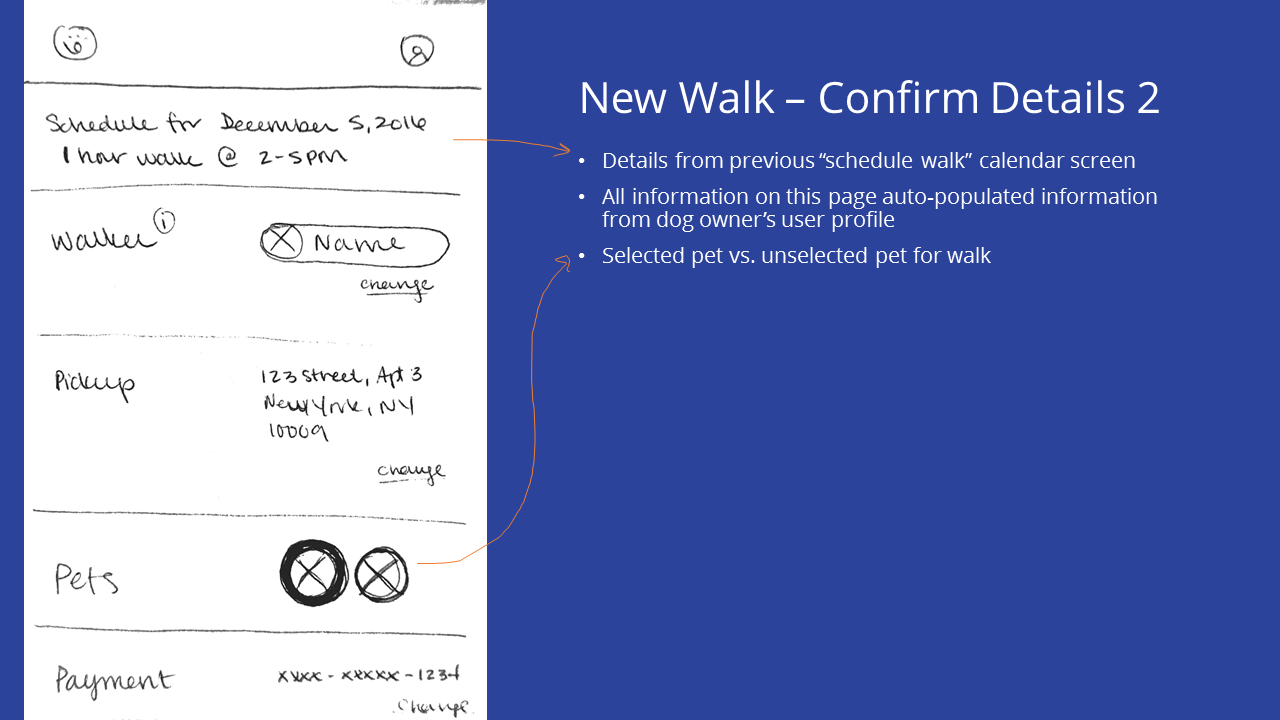 Schedule for December 5, 2016
1 hour walk @ 2-5pm
Walker i
Name
change
Pickup
123 Street, Apt 3
New York, NY
10009
change
Pets
Payment
xxxx - xxxxx - 1234
Change
New Walk – Confirm Details 2
• Details from previous “schedule walk” calendar screen
• All information on this page auto-populated information
from dog owner’s user profile
• Selected pet vs. unselected pet for walk